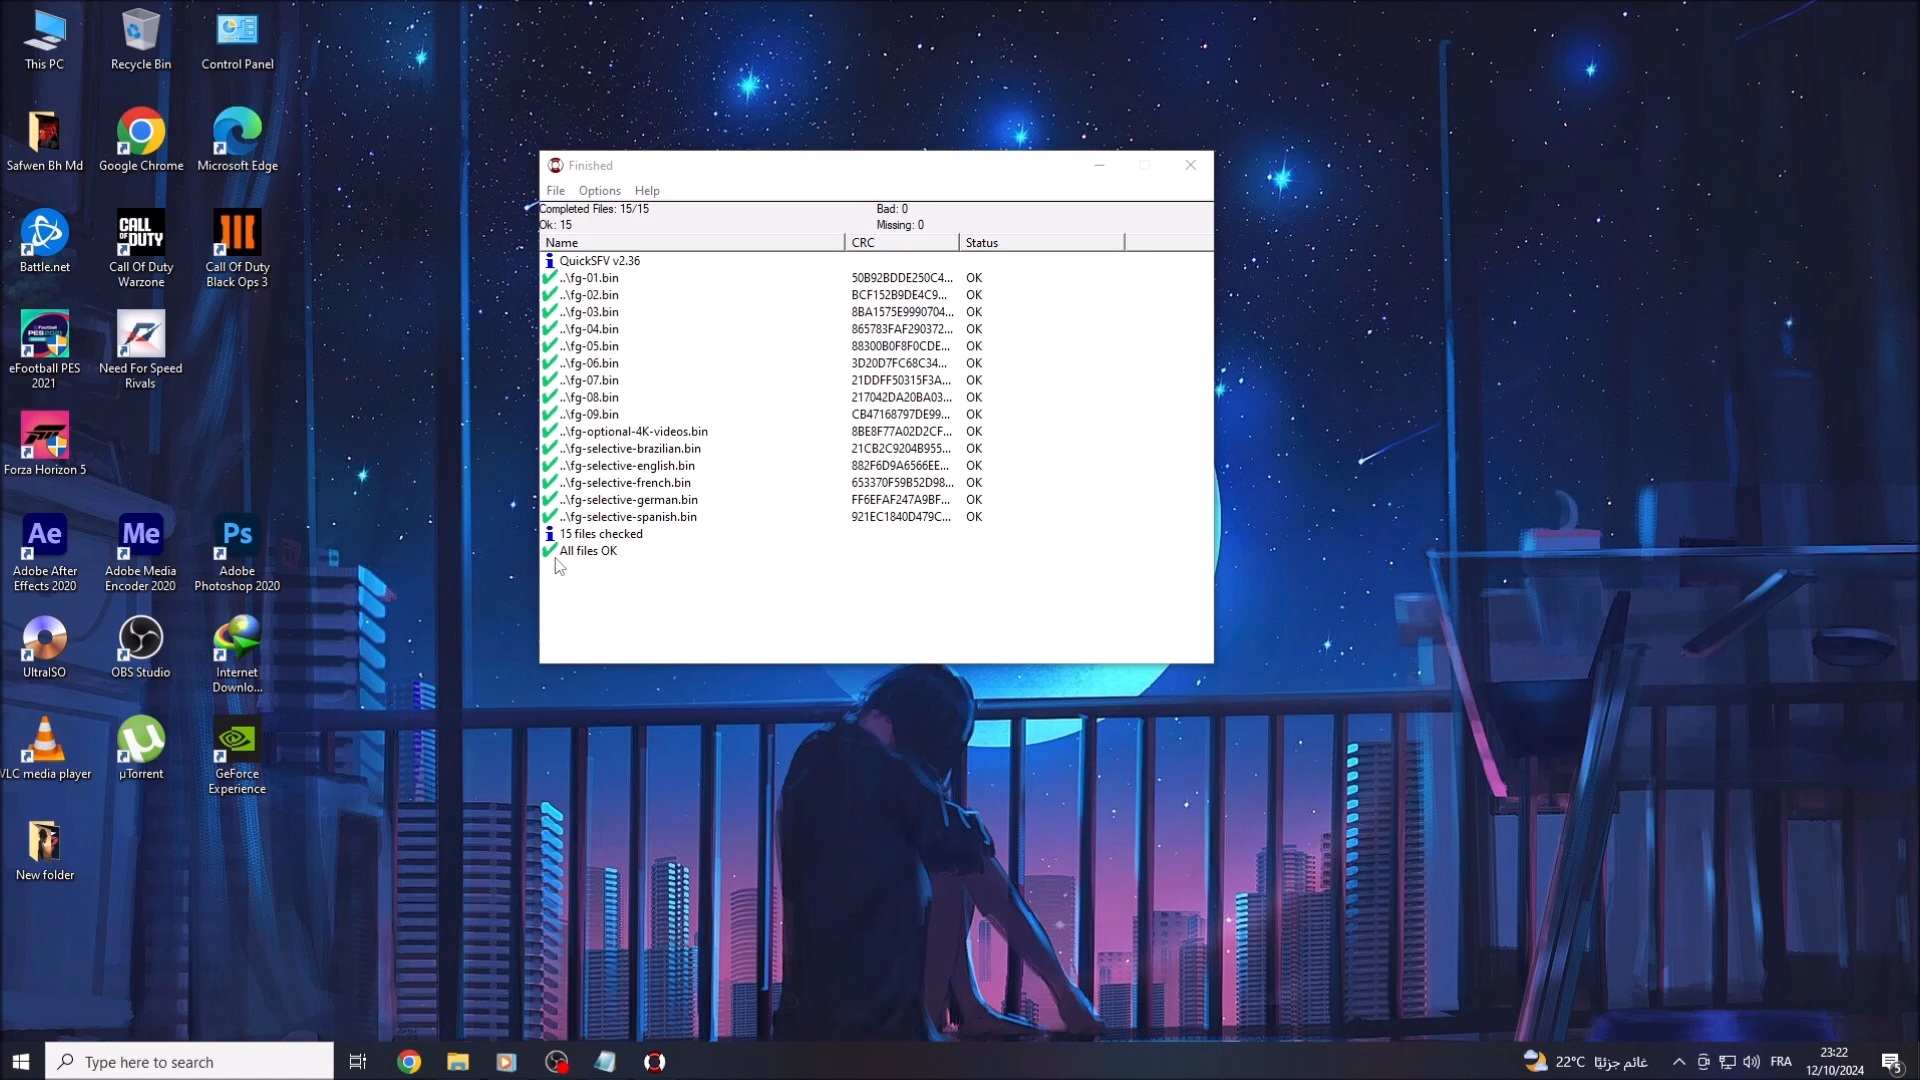 This PC
Recycle Bin
Control Panel
Safwen Bh Md
Google Chrome
Microsoft Edge
Battle.net
CALL OF DUTY
Call Of Duty
Warzone
Call Of Duty
Black Ops 3
eFootball PES
2021
Need For Speed
Rivals
Forza Horizon 5
Ae
Adobe After
Effects 2020
Me
Adobe Media
Encoder 2020
Ps
Adobe
Photoshop 2020
UltraISO
OBS Studio
Internet
Downlo...
VLC media player
µTorrent
GeForce
Experience
New folder
Finished
File Options Help
Completed Files: 15/15 Bad: 0
Ok: 15 Missing: 0
Name CRC Status
QuickSFV v2.36
..\fg-01.bin 50B92BDDE250C4... OK
..\fg-02.bin BCF152B9DE4C9... OK
..\fg-03.bin 8BA1575E9990704... OK
..\fg-04.bin 865783FAF290372... OK
..\fg-05.bin 88300B0F8F0CDE... OK
..\fg-06.bin 3D20D7FC68C34... OK
..\fg-07.bin 21DDFF50315F3A... OK
..\fg-08.bin 217042DA20BA03... OK
..\fg-09.bin CB47168797DE99... OK
..\fg-optional-4K-videos.bin 8BE8F77A02D2CF... OK
..\fg-selective-brazilian.bin 21CB2C9204B955... OK
..\fg-selective-english.bin 882F6D9A6566EE... OK
..\fg-selective-french.bin 653370F59B52D98... OK
..\fg-selective-german.bin FF6EFAF247A9BF... OK
..\fg-selective-spanish.bin 921EC1840D479C... OK
15 files checked
All files OK
Type here to search
22°C غائم جزئيًا
FRA
23:22
12/10/2024
5